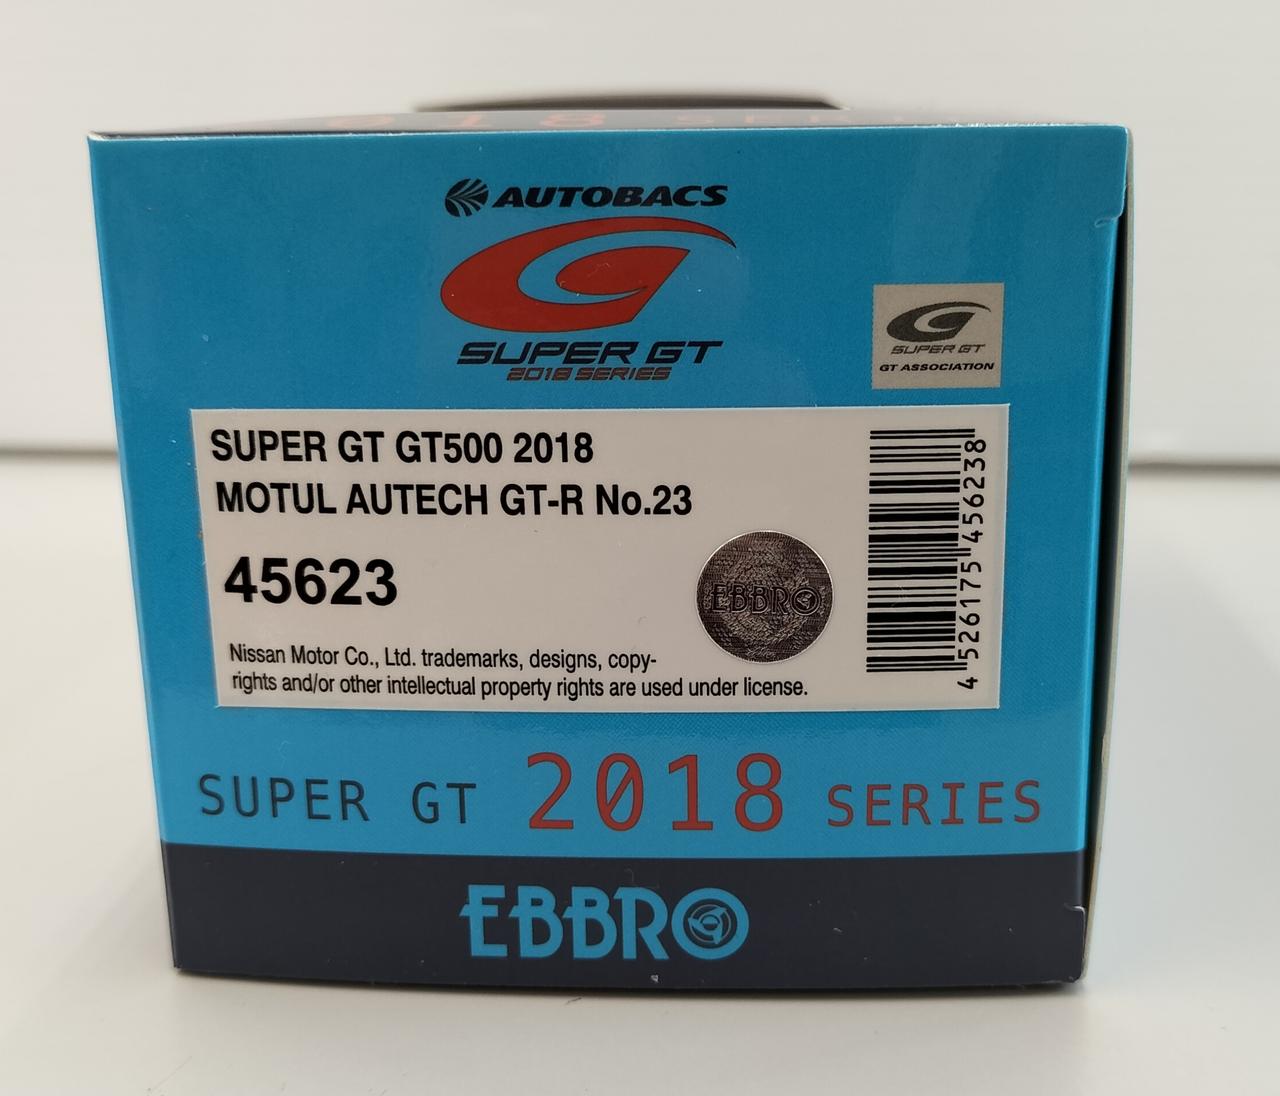 AUTOBACS
SUPER GT
2018 SERIES
SUPER GT
GT ASSOCIATION
SUPER GT GT500 2018
MOTUL AUTECH GT-R No.23
45623
EBBRO
Nissan Motor Co., Ltd. trademarks, designs, copy-
rights and/or other intellectual property rights are used under license.
4 526175 456238
SUPER GT 2018 SERIES
EBBRO